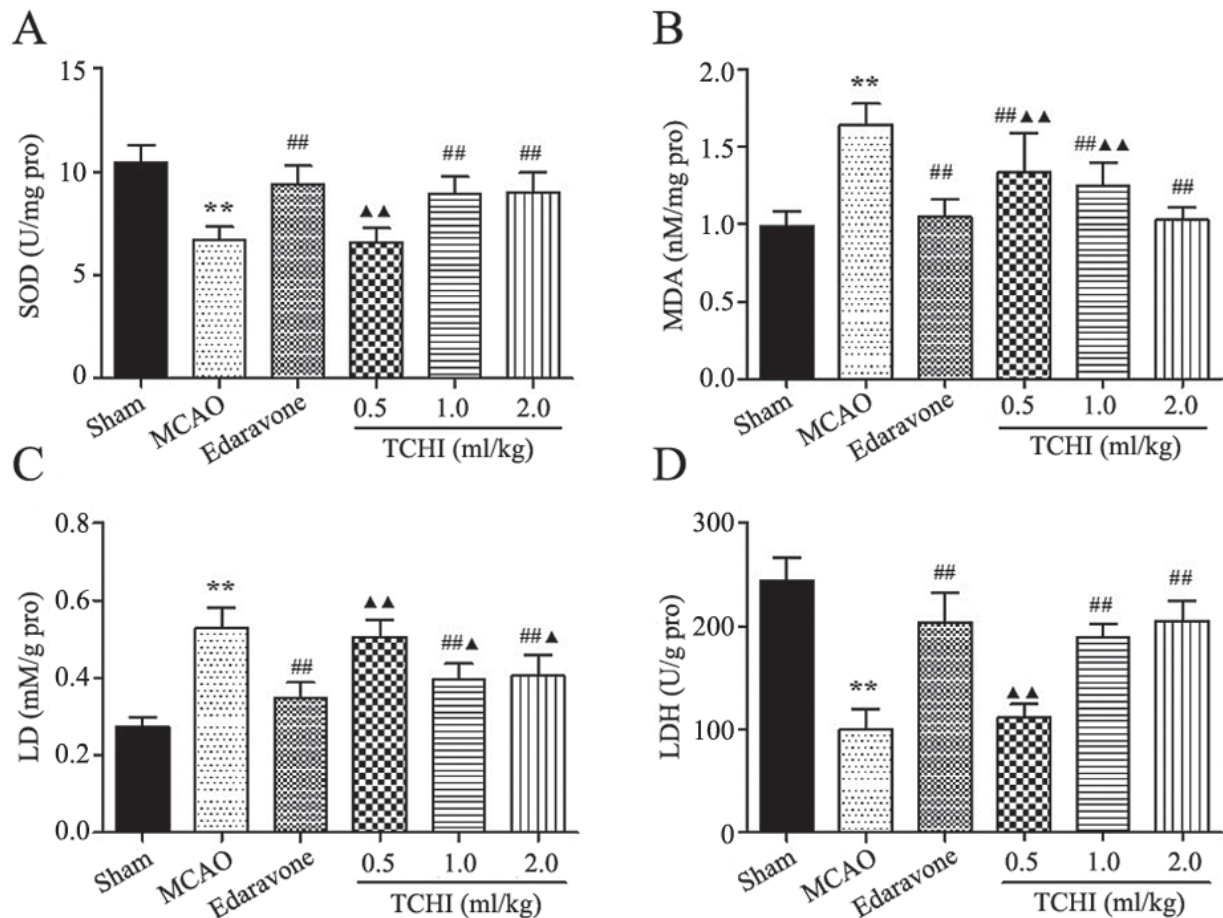 A
SOD (U/mg pro)
15
10
5
0
**
##
▲▲
##
##
Sham
MCAO
Edaravone
0.5
1.0
2.0
TCHI (ml/kg)
B
MDA (nM/mg pro)
2.0
1.5
1.0
0.5
0.0
**
##
##▲▲
##▲▲
##
Sham
MCAO
Edaravone
0.5
1.0
2.0
TCHI (ml/kg)
C
LD (mM/g pro)
0.8
0.6
0.4
0.2
0.0
**
##
▲▲
##▲
##▲
Sham
MCAO
Edaravone
0.5
1.0
2.0
TCHI (ml/kg)
D
LDH (U/g pro)
300
200
100
0
**
##
▲▲
##
##
Sham
MCAO
Edaravone
0.5
1.0
2.0
TCHI (ml/kg)